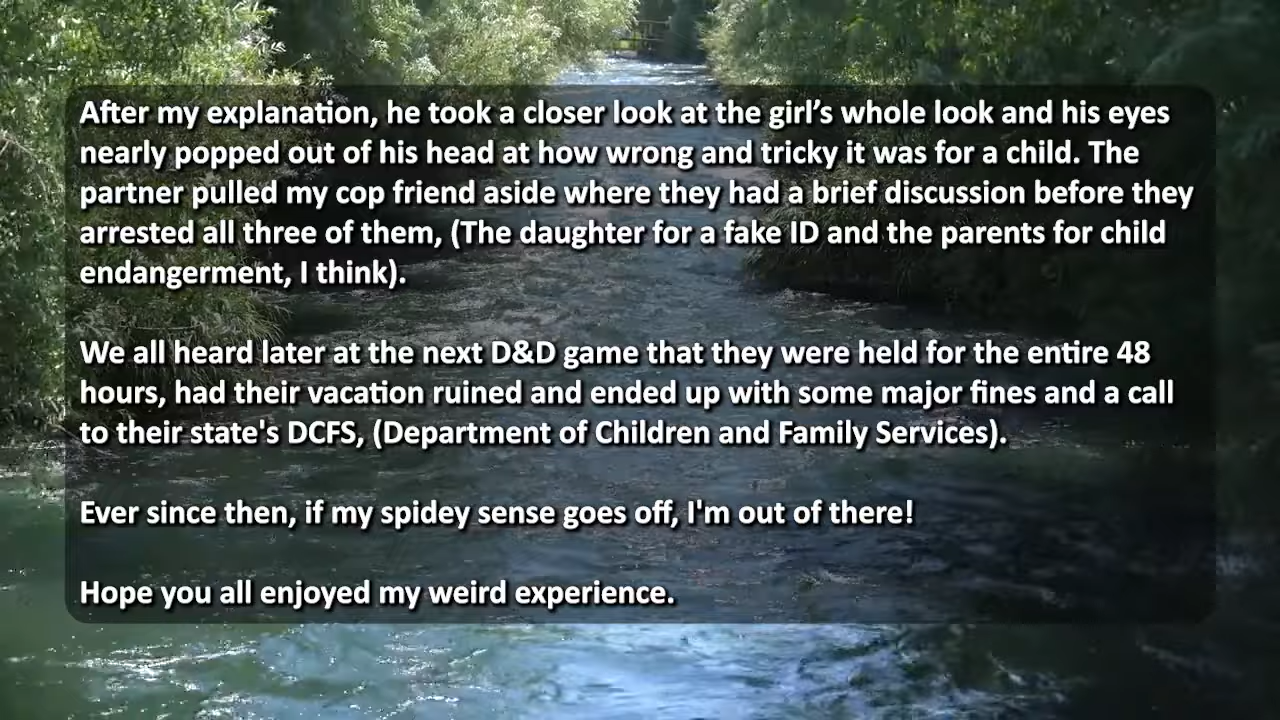 After my explanation, he took a closer look at the girl’s whole look and his eyes
nearly popped out of his head at how wrong and tricky it was for a child. The
partner pulled my cop friend aside where they had a brief discussion before they
arrested all three of them, (The daughter for a fake ID and the parents for child
endangerment, I think).
We all heard later at the next D&D game that they were held for the entire 48
hours, had their vacation ruined and ended up with some major fines and a call
to their state's DCFS, (Department of Children and Family Services).
Ever since then, if my spidey sense goes off, I'm out of there!
Hope you all enjoyed my weird experience.